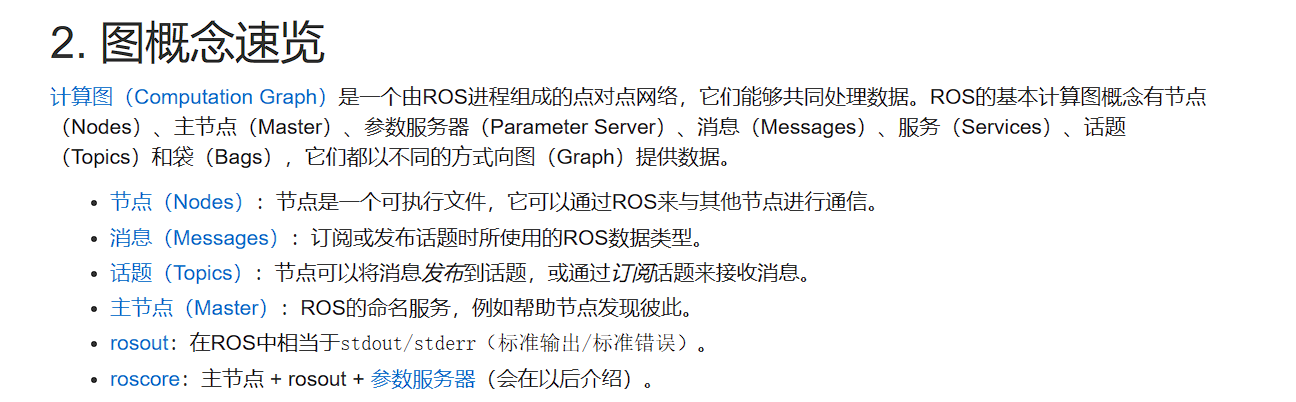 2. 图概念速览
计算图（Computation Graph）是一个由ROS进程组成的点对点网络，它们能够共同处理数据。ROS的基本计算图概念有节点
（Nodes）、主节点（Master）、参数服务器（Parameter Server）、消息（Messages）、服务（Services）、话题
（Topics）和袋（Bags），它们都以不同的方式向图（Graph）提供数据。
• 节点（Nodes）：节点是一个可执行文件，它可以通过ROS来与其他节点进行通信。
• 消息（Messages）：订阅或发布话题时所使用的ROS数据类型。
• 话题（Topics）：节点可以将消息发布到话题，或通过订阅话题来接收消息。
• 主节点（Master）：ROS的命名服务，例如帮助节点发现彼此。
• rosout：在ROS中相当于stdout/stderr（标准输出/标准错误）。
• roscore：主节点 + rosout + 参数服务器（会在以后介绍）。